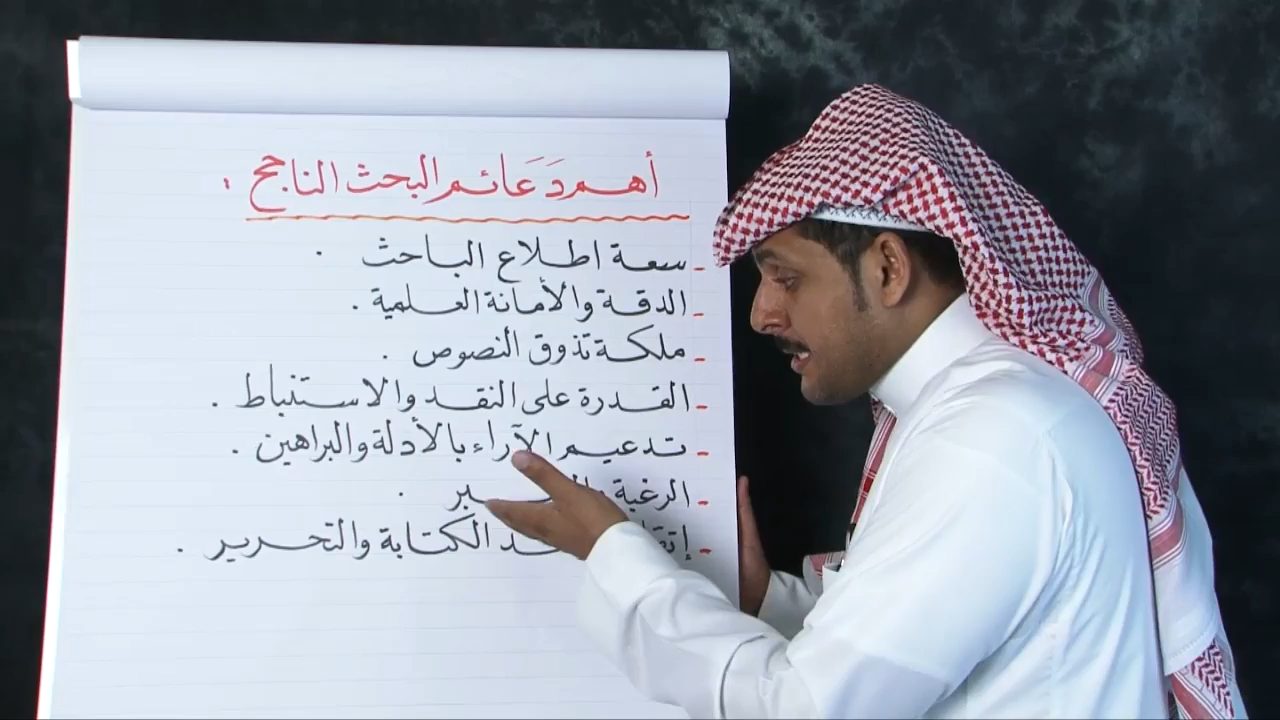 أهم دَعَائم البحث الناجح :
- سعة اطلاع الباحث .
- الدقة والأمانة العلمية .
- ملكة تذوق النصوص .
- القدرة على النقد والاستنباط .
- تدعيم الآراء بالأدلة والبراهين .
- الرغبة .
- الكتابة والتحرير .